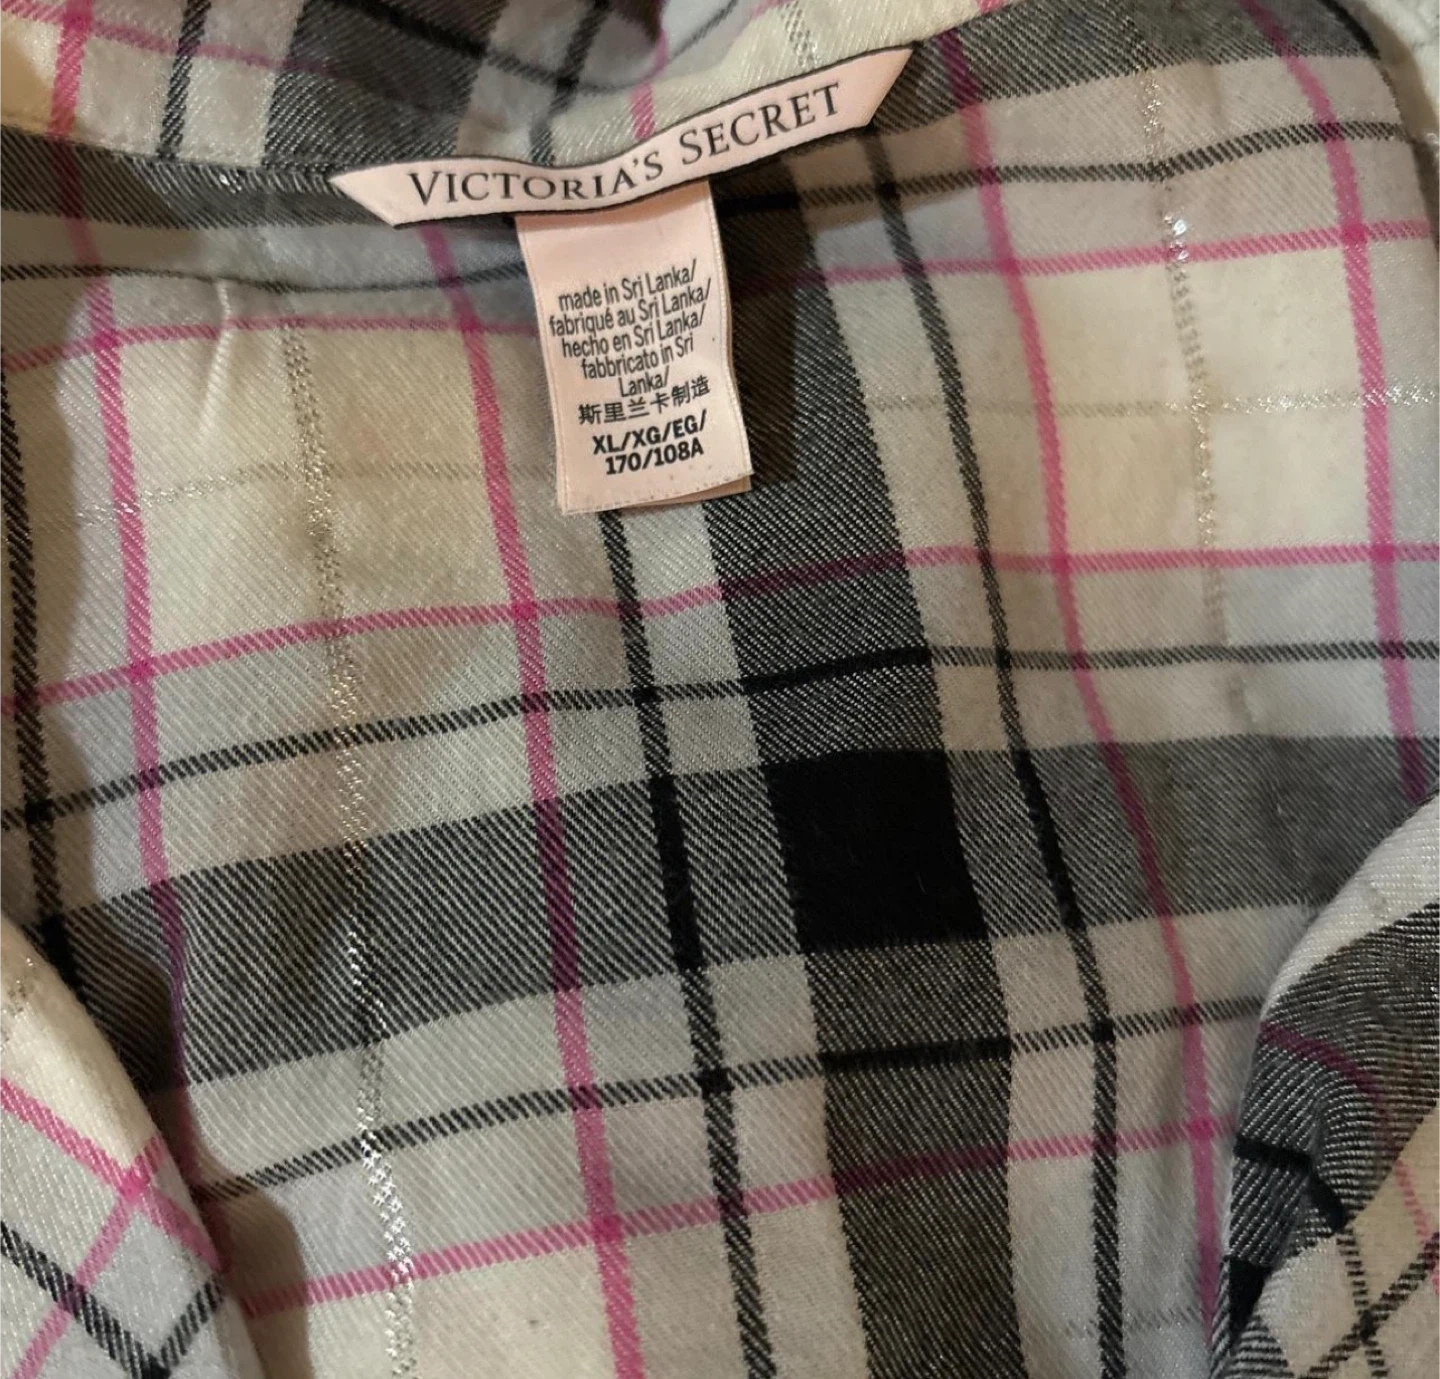 VICTORIA'S SECRET
made in Sri Lanka/
fabriqué au Sri Lanka/
hecho en Sri Lanka/
fabbricato in Sri
Lanka/
斯里兰卡制造
XL/XG/EG/
170/108A